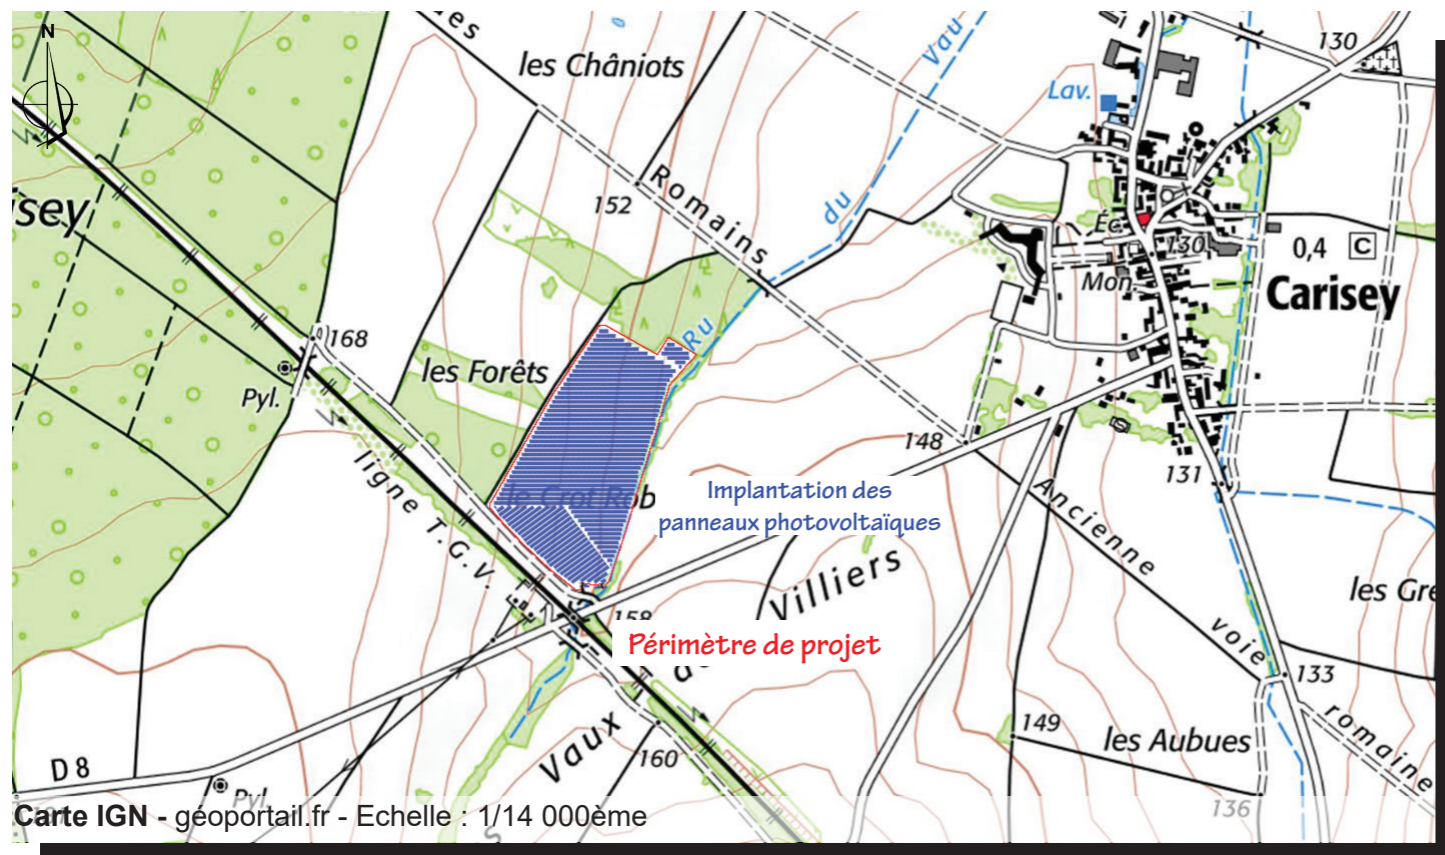 N
les Châniots
Vau
130
Lav.
isey
Romains
152
du
Éc.
130
0,4 C
Mon.
Carisey
168
Ru
les Forêts
Pyl.
148
131
ligne T.G.V.
le Crot Rob
Implantation des
panneaux photovoltaïques
Ancienne
Villiers
les Gre
158
Périmètre de projet
voie
133
149
romaine
les Aubues
Vaux
160
D 8
Pyl.
136
Carte IGN - géoportail.fr - Echelle : 1/14 000ème